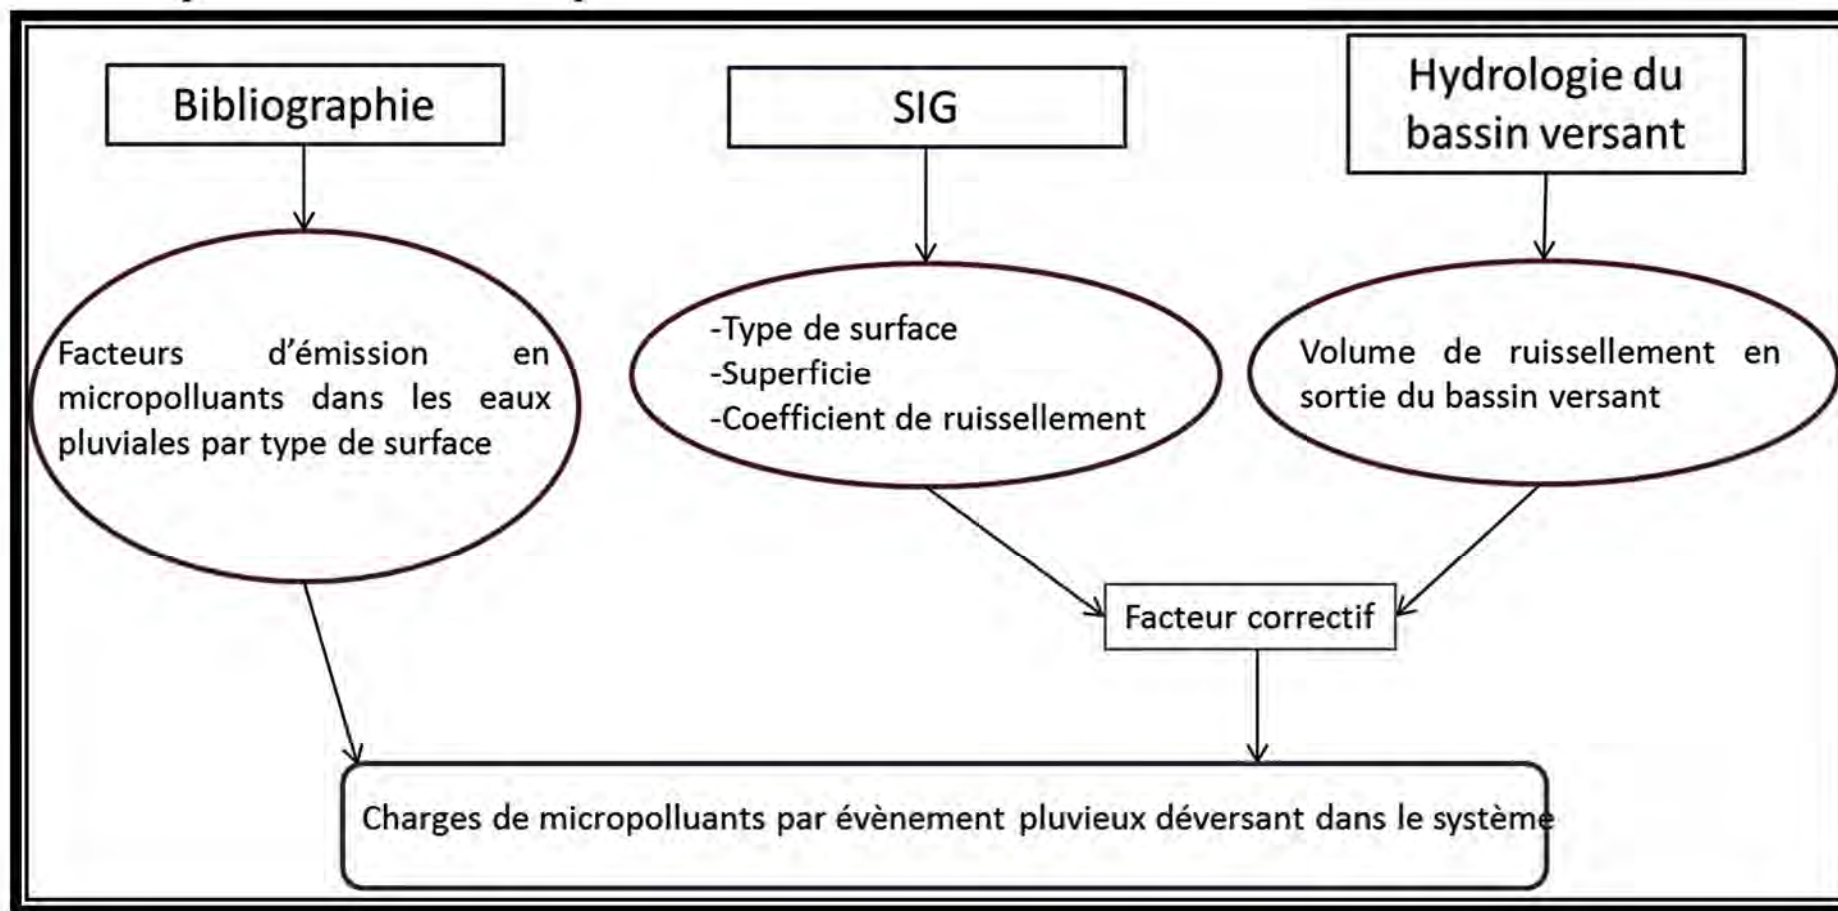 Bibliographie
SIG
Hydrologie du
bassin versant
Facteurs d'émission en
micropolluants dans les eaux
pluviales par type de surface
-Type de surface
-Superficie
-Coefficient de ruissellement
Volume de ruissellement en
sortie du bassin versant
Facteur correctif
Charges de micropolluants par évènement pluvieux déversant dans le système